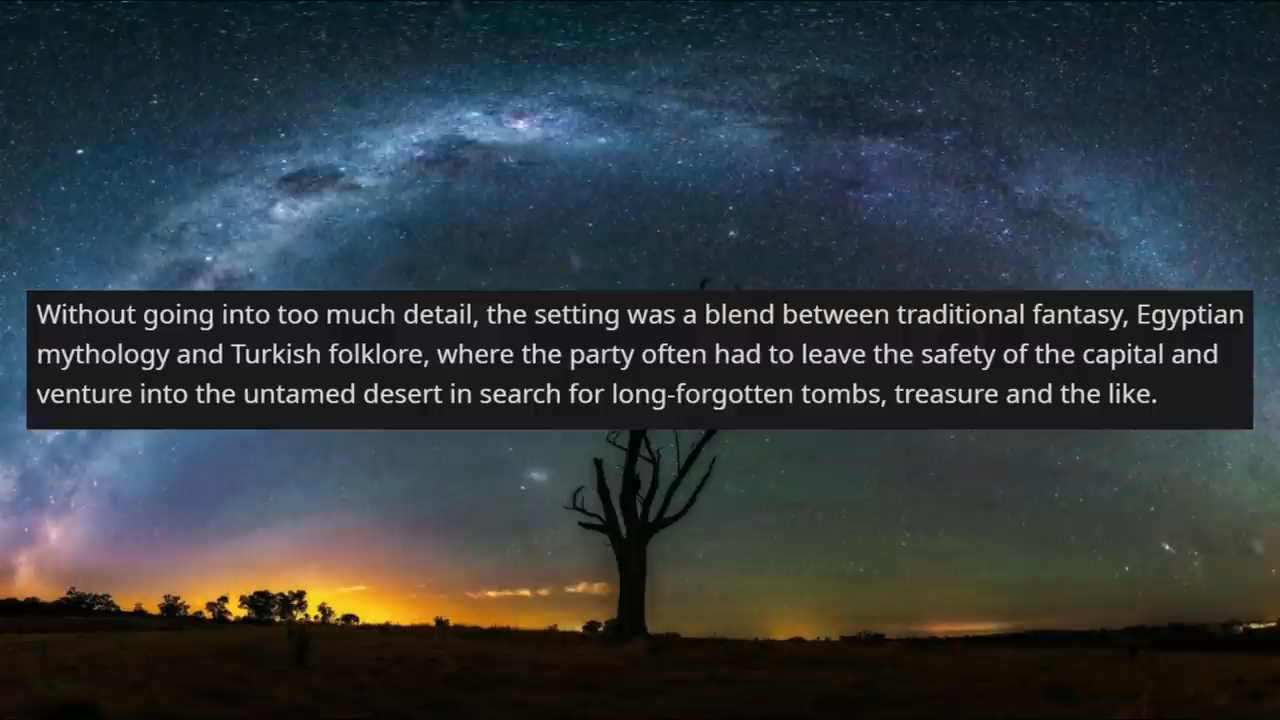 Without going into too much detail, the setting was a blend between traditional fantasy, Egyptian
mythology and Turkish folklore, where the party often had to leave the safety of the capital and
venture into the untamed desert in search for long-forgotten tombs, treasure and the like.